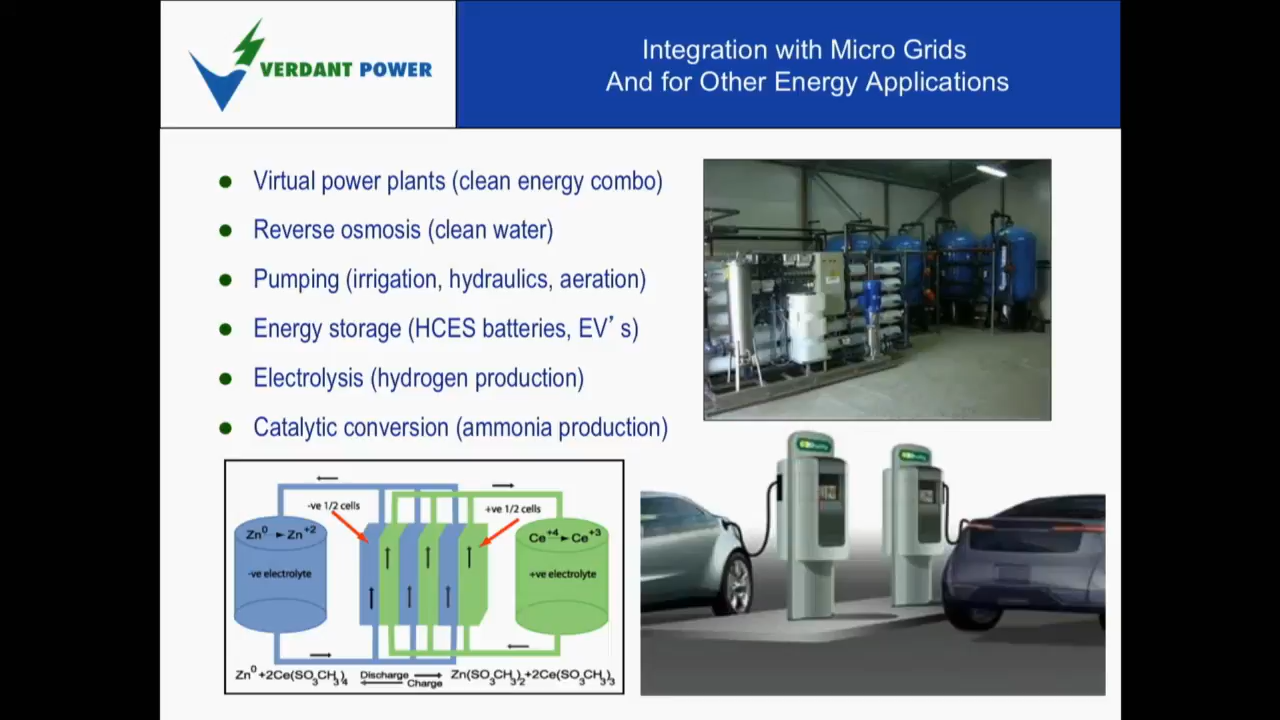 VERDANT POWER
Integration with Micro Grids
And for Other Energy Applications
Virtual power plants (clean energy combo)
Reverse osmosis (clean water)
Pumping (irrigation, hydraulics, aeration)
Energy storage (HCES batteries, EV's)
Electrolysis (hydrogen production)
Catalytic conversion (ammonia production)
-ve 1/2 cells
+ve 1/2 cells
Zn⁰ ► Zn⁺²
Ce⁺⁴ ► Ce⁺³
-ve electrolyte
+ve electrolyte
Zn⁰+2Ce(SO₃CH₃)₄ Discharge Zn(SO₃CH₃)₂+2Ce(SO₃CH₃)₃
Charge